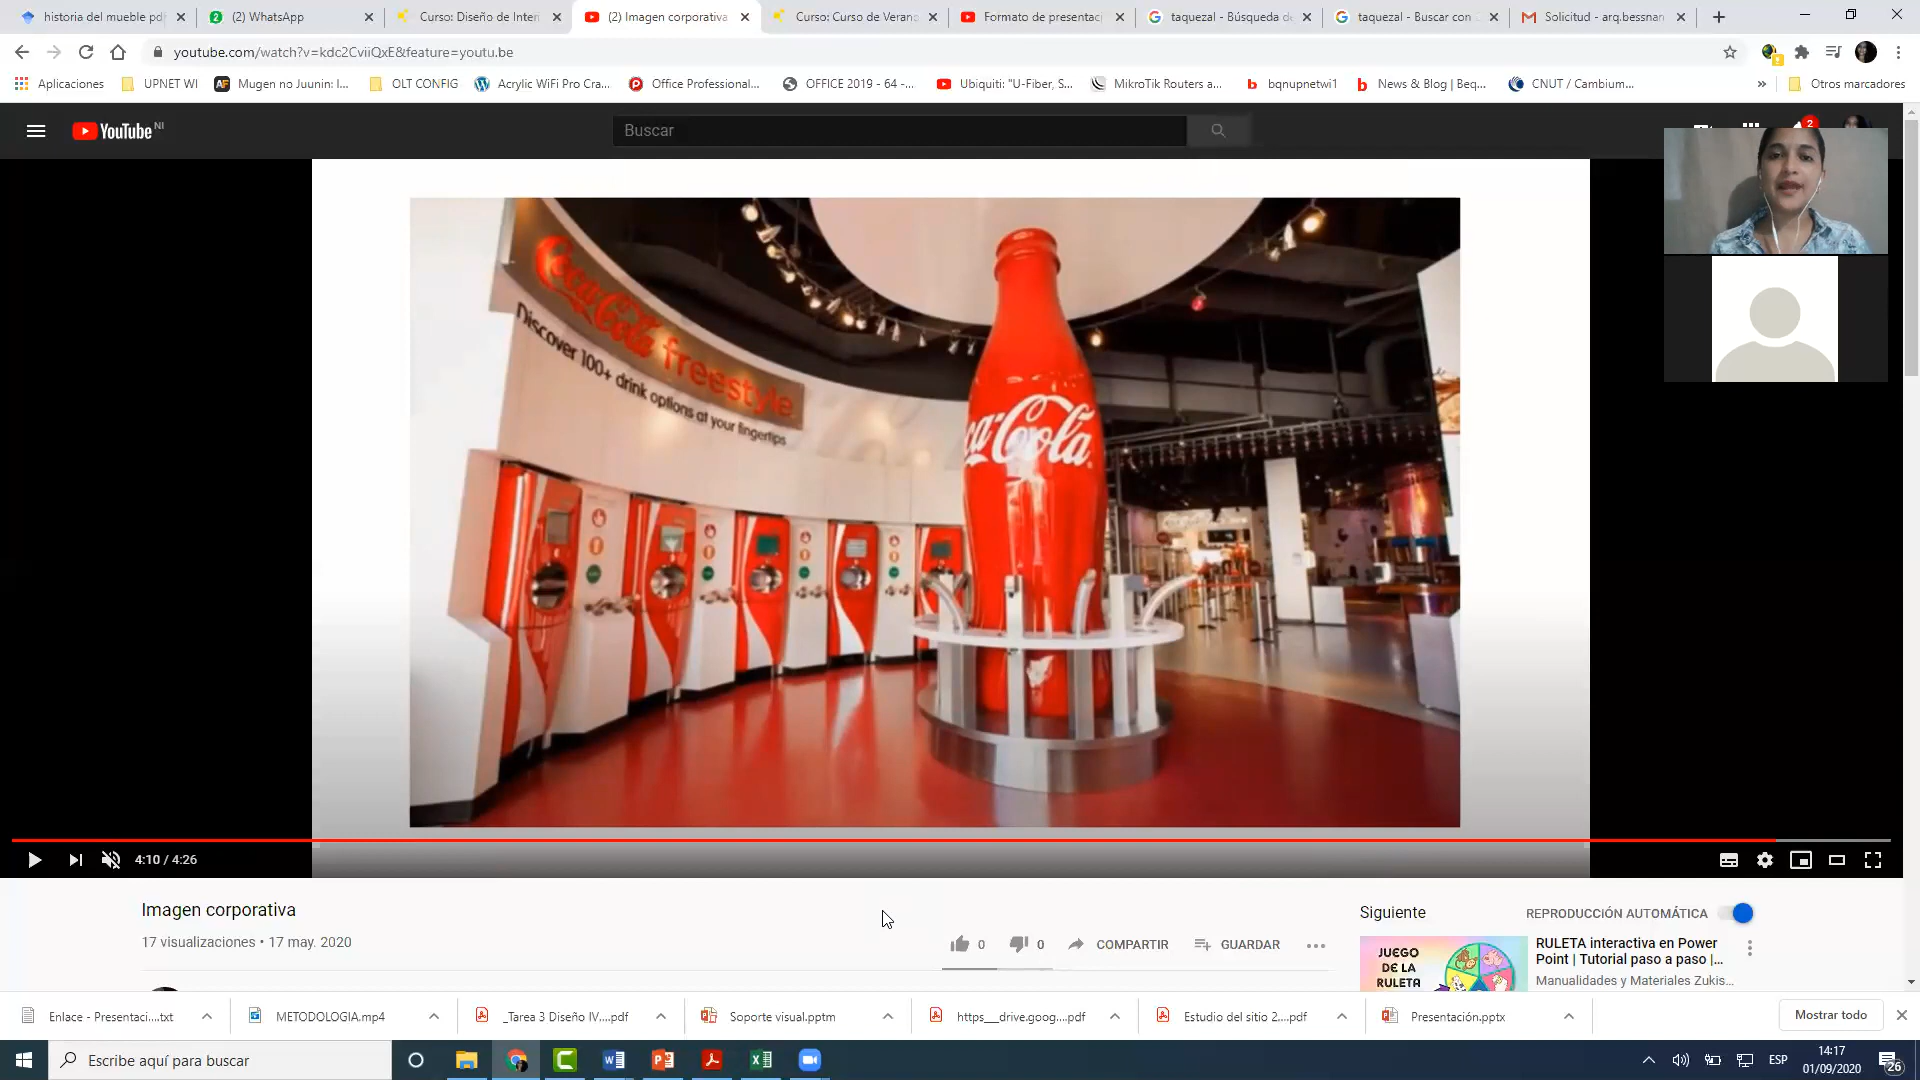 historia del mueble pd
(2) WhatsApp
Curso: Diseño de Inter
(2) Imagen corporativa
Curso: Curso de Veran
Formato de presentaci
taquezal - Búsqueda d
taquezal - Buscar con
Solicitud - arq.bessnar
youtube.com/watch?v=kdc2CviiQxE&feature=youtu.be
Aplicaciones
UPNET WI
Mugen no Juunin: I...
OLT CONFIG
Acrylic WiFi Pro Cra...
Office Professional...
OFFICE 2019 - 64 -...
Ubiquiti: "U-Fiber, S...
MikroTik Routers a...
bqnupnetwi1
News & Blog | Beq...
CNUT / Cambium...
»
Otros marcadores
YouTube NI
Buscar
2
Coca-Cola freestyle
Discover 100+ drink options at your fingertips
ca-Cola
4:10 / 4:26
Imagen corporativa
17 visualizaciones • 17 may. 2020
0
0
COMPARTIR
GUARDAR
Siguiente
REPRODUCCIÓN AUTOMÁTICA
JUEGO
DE LA
RULETA
RULETA interactiva en Power
Point | Tutorial paso a paso |...
Manualidades y Materiales Zukis...
Enlace - Presentaci....txt
METODOLOGIA.mp4
_Tarea 3 Diseño IV....pdf
Soporte visual.pptm
https___drive.goog....pdf
Estudio del sitio 2....pdf
Presentación.pptx
Mostrar todo
Escribe aquí para buscar
ESP
14:17
01/09/2020
26